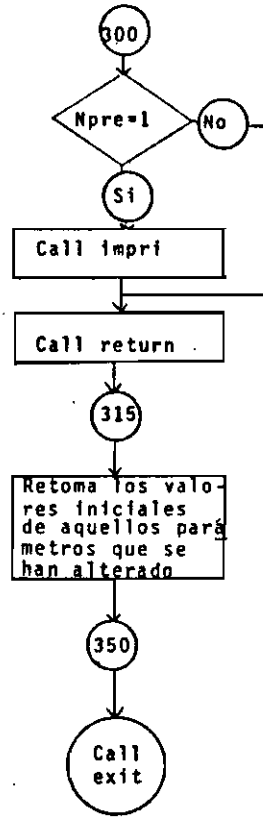 300
Npre=1
No
Si
Call impri
Call return
315
Retoma los valo-
res iniciales
de aquellos pará
metros que se
han alterado
350
Call
exit